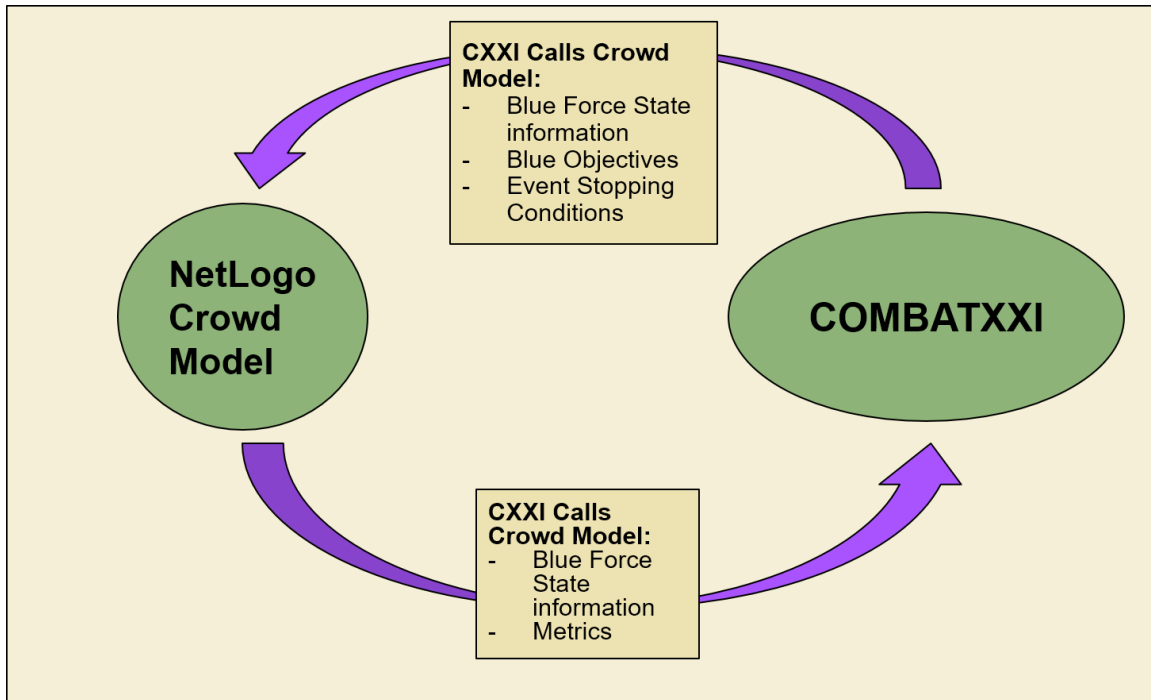 CXXI Calls Crowd
Model:
- Blue Force State
information
- Blue Objectives
- Event Stopping
Conditions
NetLogo
Crowd
Model
COMBATXXI
CXXI Calls
Crowd Model:
- Blue Force
State
information
- Metrics